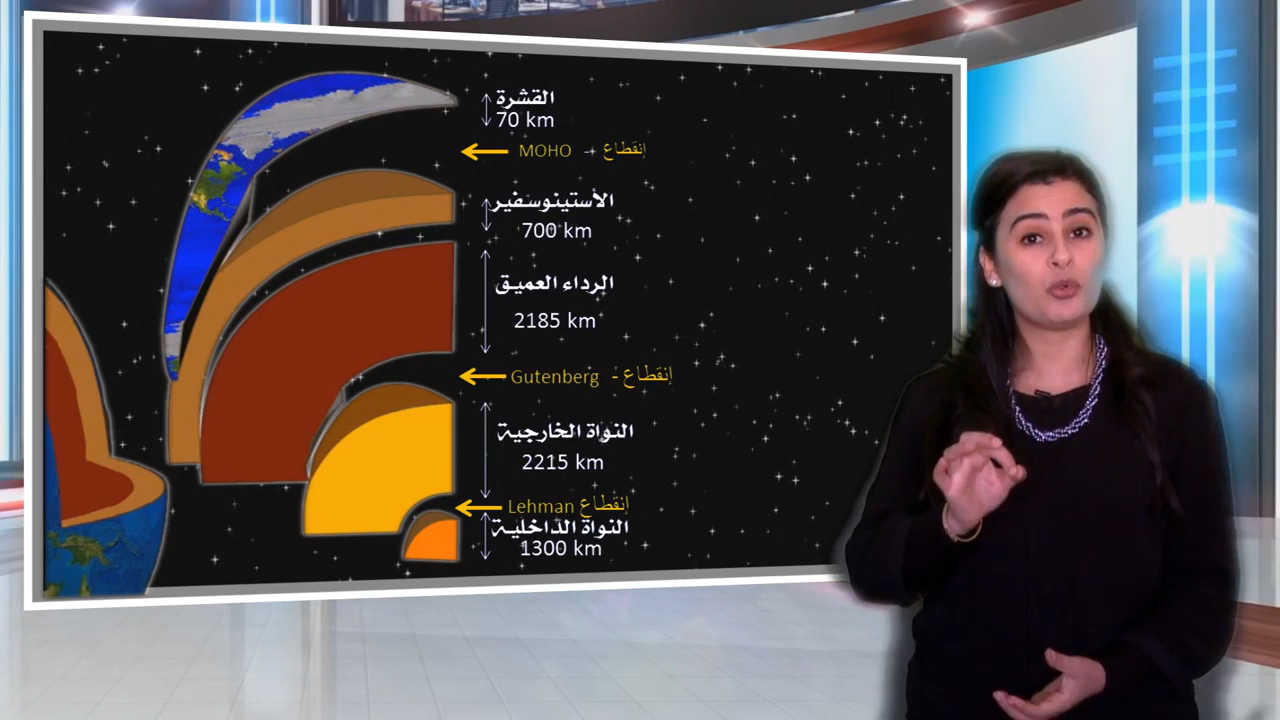 القشرة
70 km
إنقطاع - MOHO
الأستينوسفير
700 km
الرداء العميق
2185 km
إنقطاع - Gutenberg
النواة الخارجية
2215 km
إنقطاع Lehman
النواة الداخلية
1300 km